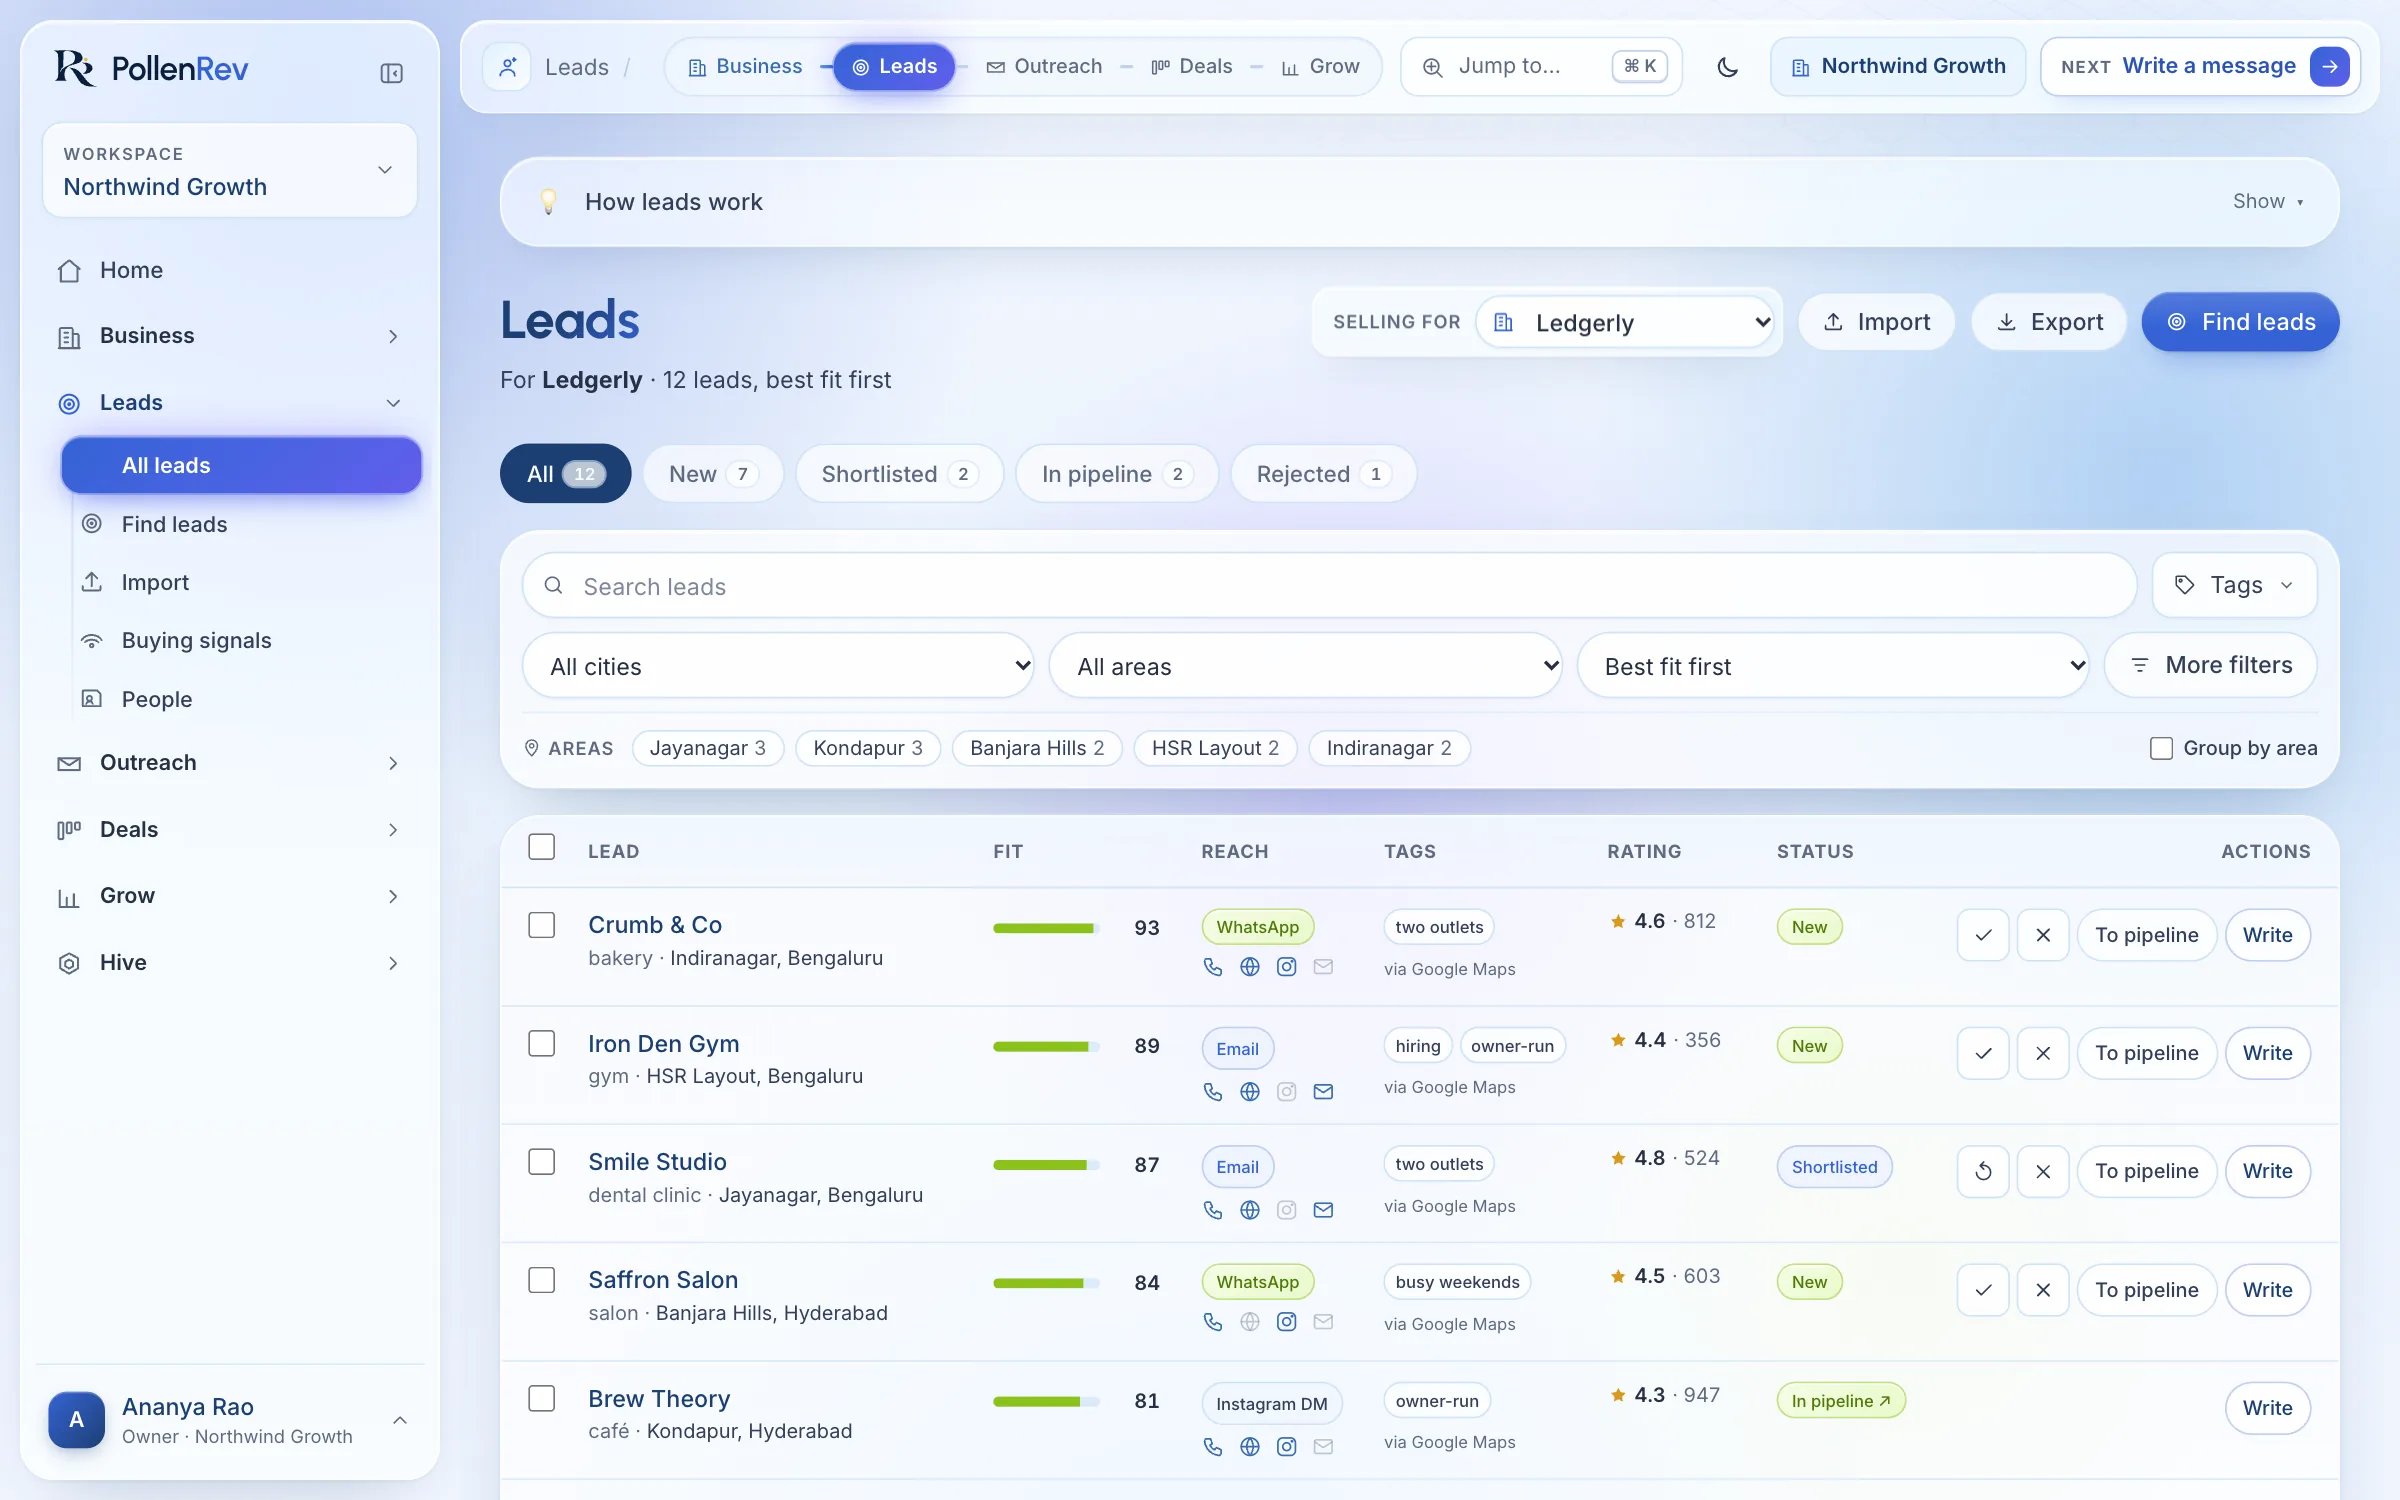 PollenRev
WORKSPACE
Northwind Growth
Home
Business
Leads
All leads
Find leads
Import
Buying signals
People
Outreach
Deals
Grow
Hive
A
Ananya Rao
Owner · Northwind Growth
Leads /
Business
Leads
Outreach
Deals
Grow
Jump to...
⌘ K
Northwind Growth
NEXT Write a message
How leads work
Show ▾
Leads
For Ledgerly · 12 leads, best fit first
SELLING FOR Ledgerly
Import
Export
Find leads
All 12
New 7
Shortlisted 2
In pipeline 2
Rejected 1
Search leads
Tags
All cities
All areas
Best fit first
More filters
AREAS
Jayanagar 3
Kondapur 3
Banjara Hills 2
HSR Layout 2
Indiranagar 2
Group by area
LEAD FIT REACH TAGS RATING STATUS ACTIONS
Crumb & Co 93 WhatsApp two outlets ★ 4.6 · 812 New To pipeline Write
bakery · Indiranagar, Bengaluru via Google Maps
Iron Den Gym 89 Email hiring owner-run ★ 4.4 · 356 New To pipeline Write
gym · HSR Layout, Bengaluru via Google Maps
Smile Studio 87 Email two outlets ★ 4.8 · 524 Shortlisted To pipeline Write
dental clinic · Jayanagar, Bengaluru via Google Maps
Saffron Salon 84 WhatsApp busy weekends ★ 4.5 · 603 New To pipeline Write
salon · Banjara Hills, Hyderabad via Google Maps
Brew Theory 81 Instagram DM owner-run ★ 4.3 · 947 In pipeline ↗ Write
café · Kondapur, Hyderabad via Google Maps